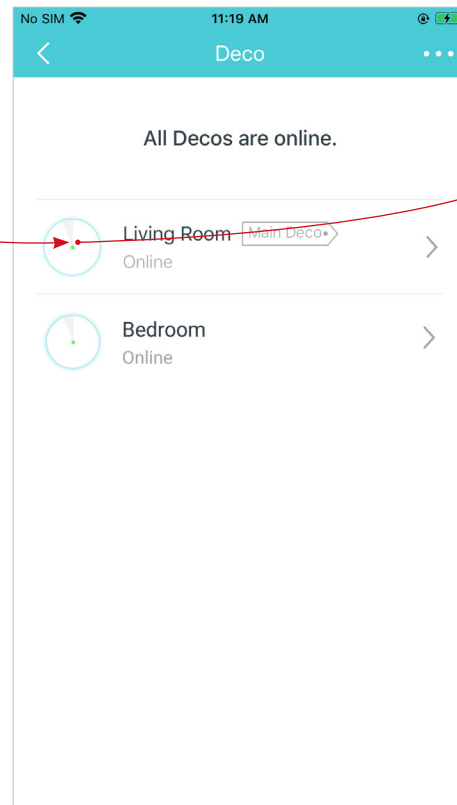 No SIM 11:19 AM
Deco
All Decos are online.
Living Room Main Deco
Online
Bedroom
Online